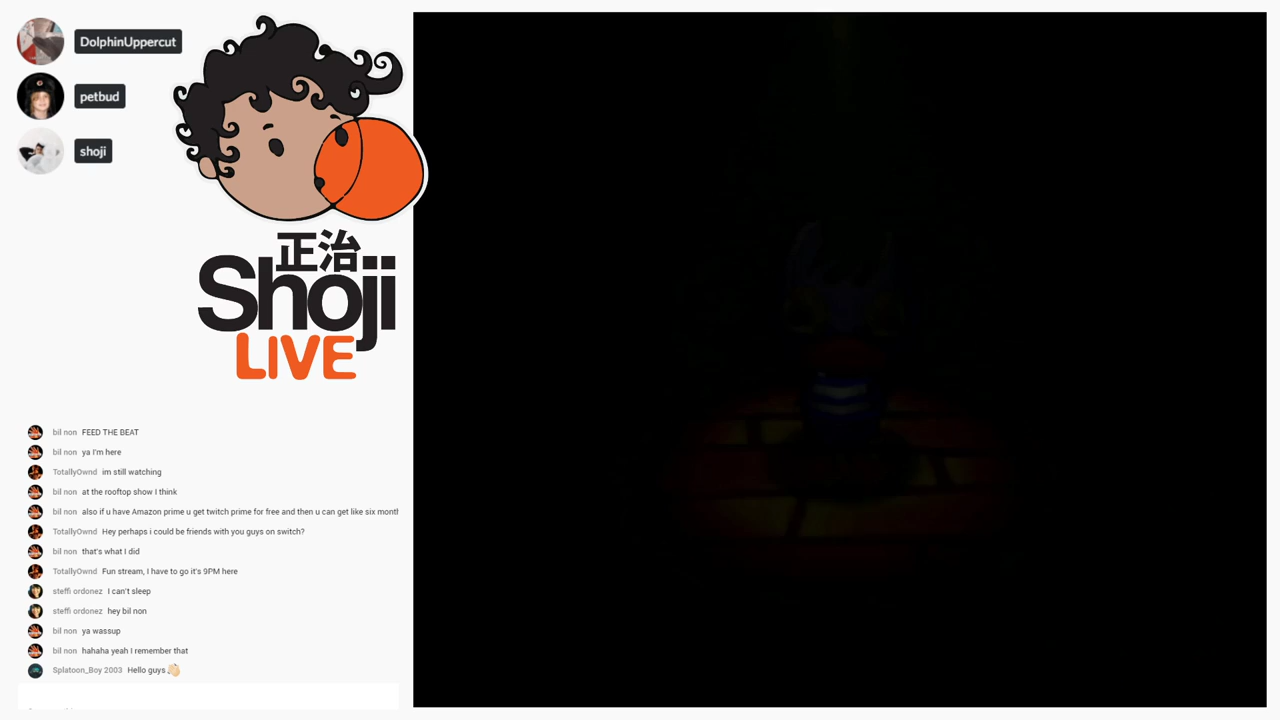 DolphinUppercut
petbud
shoji
正治
Shoji
LIVE
bil non FEED THE BEAT
bil non ya I'm here
TotallyOwnd im still watching
bil non at the rooftop show I think
bil non also if u have Amazon prime u get twitch prime for free and then u can get like six month
TotallyOwnd Hey perhaps i could be friends with you guys on switch?
bil non that's what I did
TotallyOwnd Fun stream, I have to go it's 9PM here
steffi ordonez I can't sleep
steffi ordonez hey bil non
bil non ya wassup
bil non hahaha yeah I remember that
Splatoon_Boy 2003 Hello guys